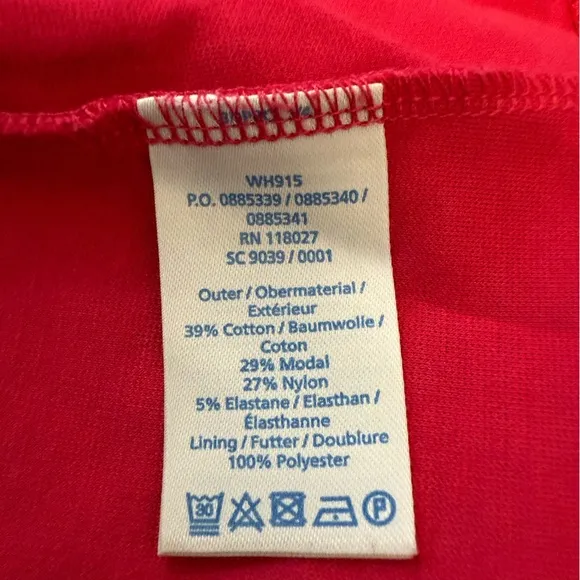 WH915
P.O. 0885339 / 0885340 /
0885341
RN 118027
SC 9039 / 0001
Outer / Obermaterial /
Extérieur
39% Cotton / Baumwolle /
Coton
29% Modal
27% Nylon
5% Elastane / Elasthan /
Élasthanne
Lining / Futter / Doublure
100% Polyester
30 P